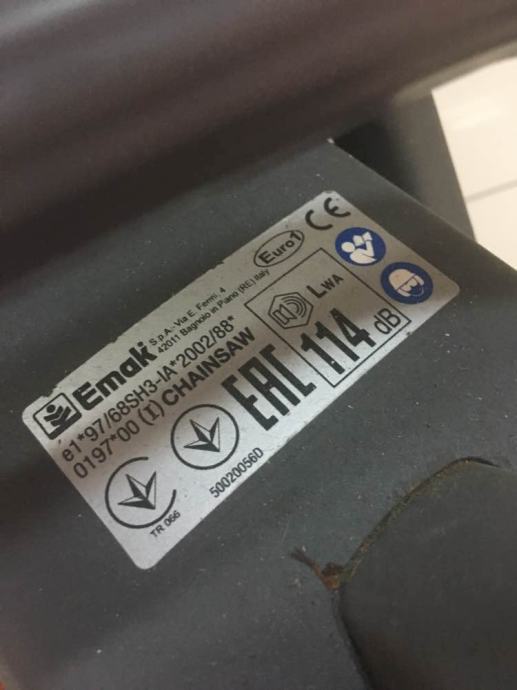 Emak S.p.A.-Via E. Fermi, 4
42011 Bagnolo in Piano (RE) Italy
Euro1
CE
e1*97/68SH3-IA*2002/88*
0197*00 (I) CHAINSAW
EAC
LWA
114 dB
TR 066
50020056D